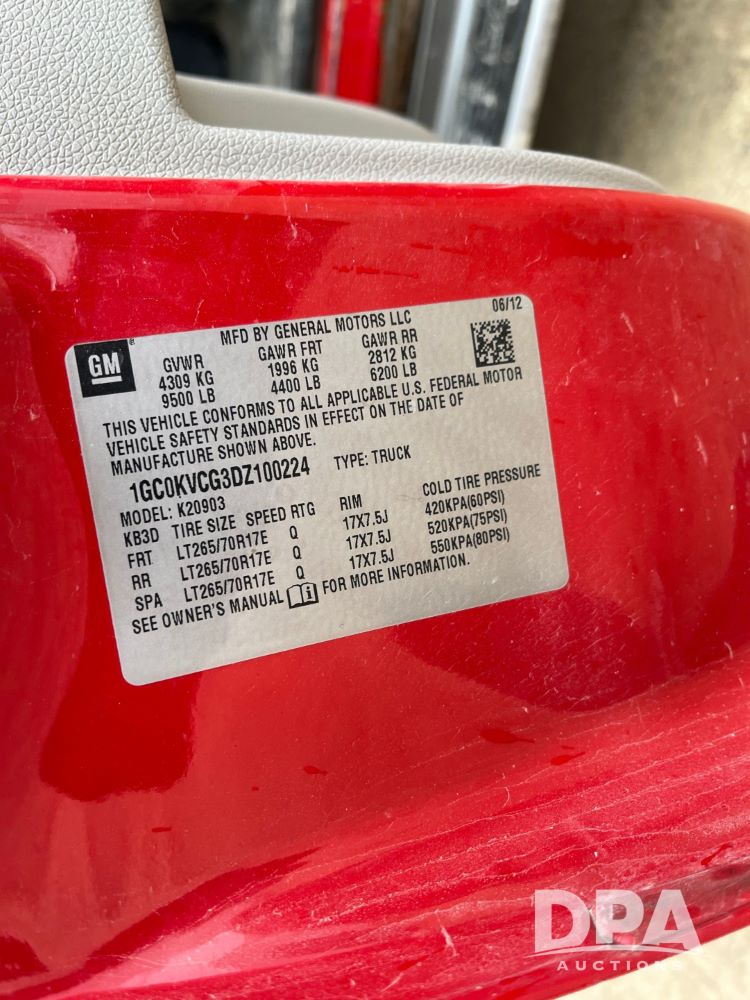 MFD BY GENERAL MOTORS LLC 06/12
GM®
GVWR GAWR FRT GAWR RR
4309 KG 1996 KG 2812 KG
9500 LB 4400 LB 6200 LB
THIS VEHICLE CONFORMS TO ALL APPLICABLE U.S. FEDERAL MOTOR
VEHICLE SAFETY STANDARDS IN EFFECT ON THE DATE OF
MANUFACTURE SHOWN ABOVE.
1GC0KVCG3DZ100224 TYPE: TRUCK
MODEL: K20903
KB3D TIRE SIZE SPEED RTG RIM COLD TIRE PRESSURE
FRT LT265/70R17E Q 17X7.5J 420KPA(60PSI)
RR LT265/70R17E Q 17X7.5J 520KPA(75PSI)
SPA LT265/70R17E Q 17X7.5J 550KPA(80PSI)
SEE OWNER'S MANUAL FOR MORE INFORMATION.
DPA
AUCTIONS